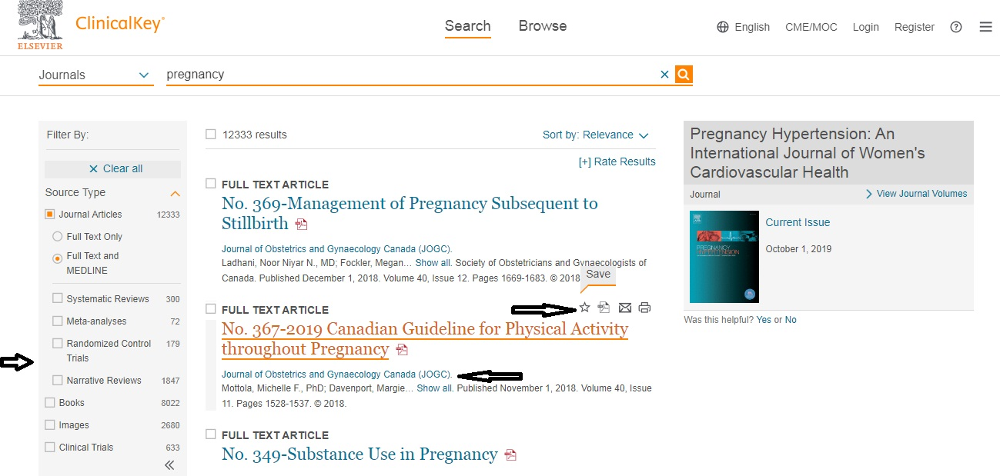 ELSEVIER
ClinicalKey®
Search
Browse
English
CME/MOC
Login
Register
?
Journals
pregnancy
Filter By:
Clear all
Source Type
Journal Articles 12333
Full Text Only
Full Text and
MEDLINE
Systematic Reviews 300
Meta-analyses 72
Randomized Control 179
Trials
Narrative Reviews 1847
Books 8022
Images 2680
Clinical Trials 633
12333 results
Sort by: Relevance
[+] Rate Results
FULL TEXT ARTICLE
No. 369-Management of Pregnancy Subsequent to
Stillbirth
Journal of Obstetrics and Gynaecology Canada (JOGC).
Ladhani, Noor Niyar N., MD; Fockler, Megan... Show all. Society of Obstetricians and Gynaecologists of
Canada. Published December 1, 2018. Volume 40, Issue 12. Pages 1669-1683. © 2018
Save
FULL TEXT ARTICLE
No. 367-2019 Canadian Guideline for Physical Activity
throughout Pregnancy
Journal of Obstetrics and Gynaecology Canada (JOGC).
Mottola, Michelle F., PhD; Davenport, Margie... Show all. Published November 1, 2018. Volume 40, Issue
11. Pages 1528-1537. © 2018.
FULL TEXT ARTICLE
No. 349-Substance Use in Pregnancy
Pregnancy Hypertension: An
International Journal of Women's
Cardiovascular Health
Journal
View Journal Volumes
PREGNANCY
HYPERTENSION
Current Issue
October 1, 2019
Was this helpful? Yes or No